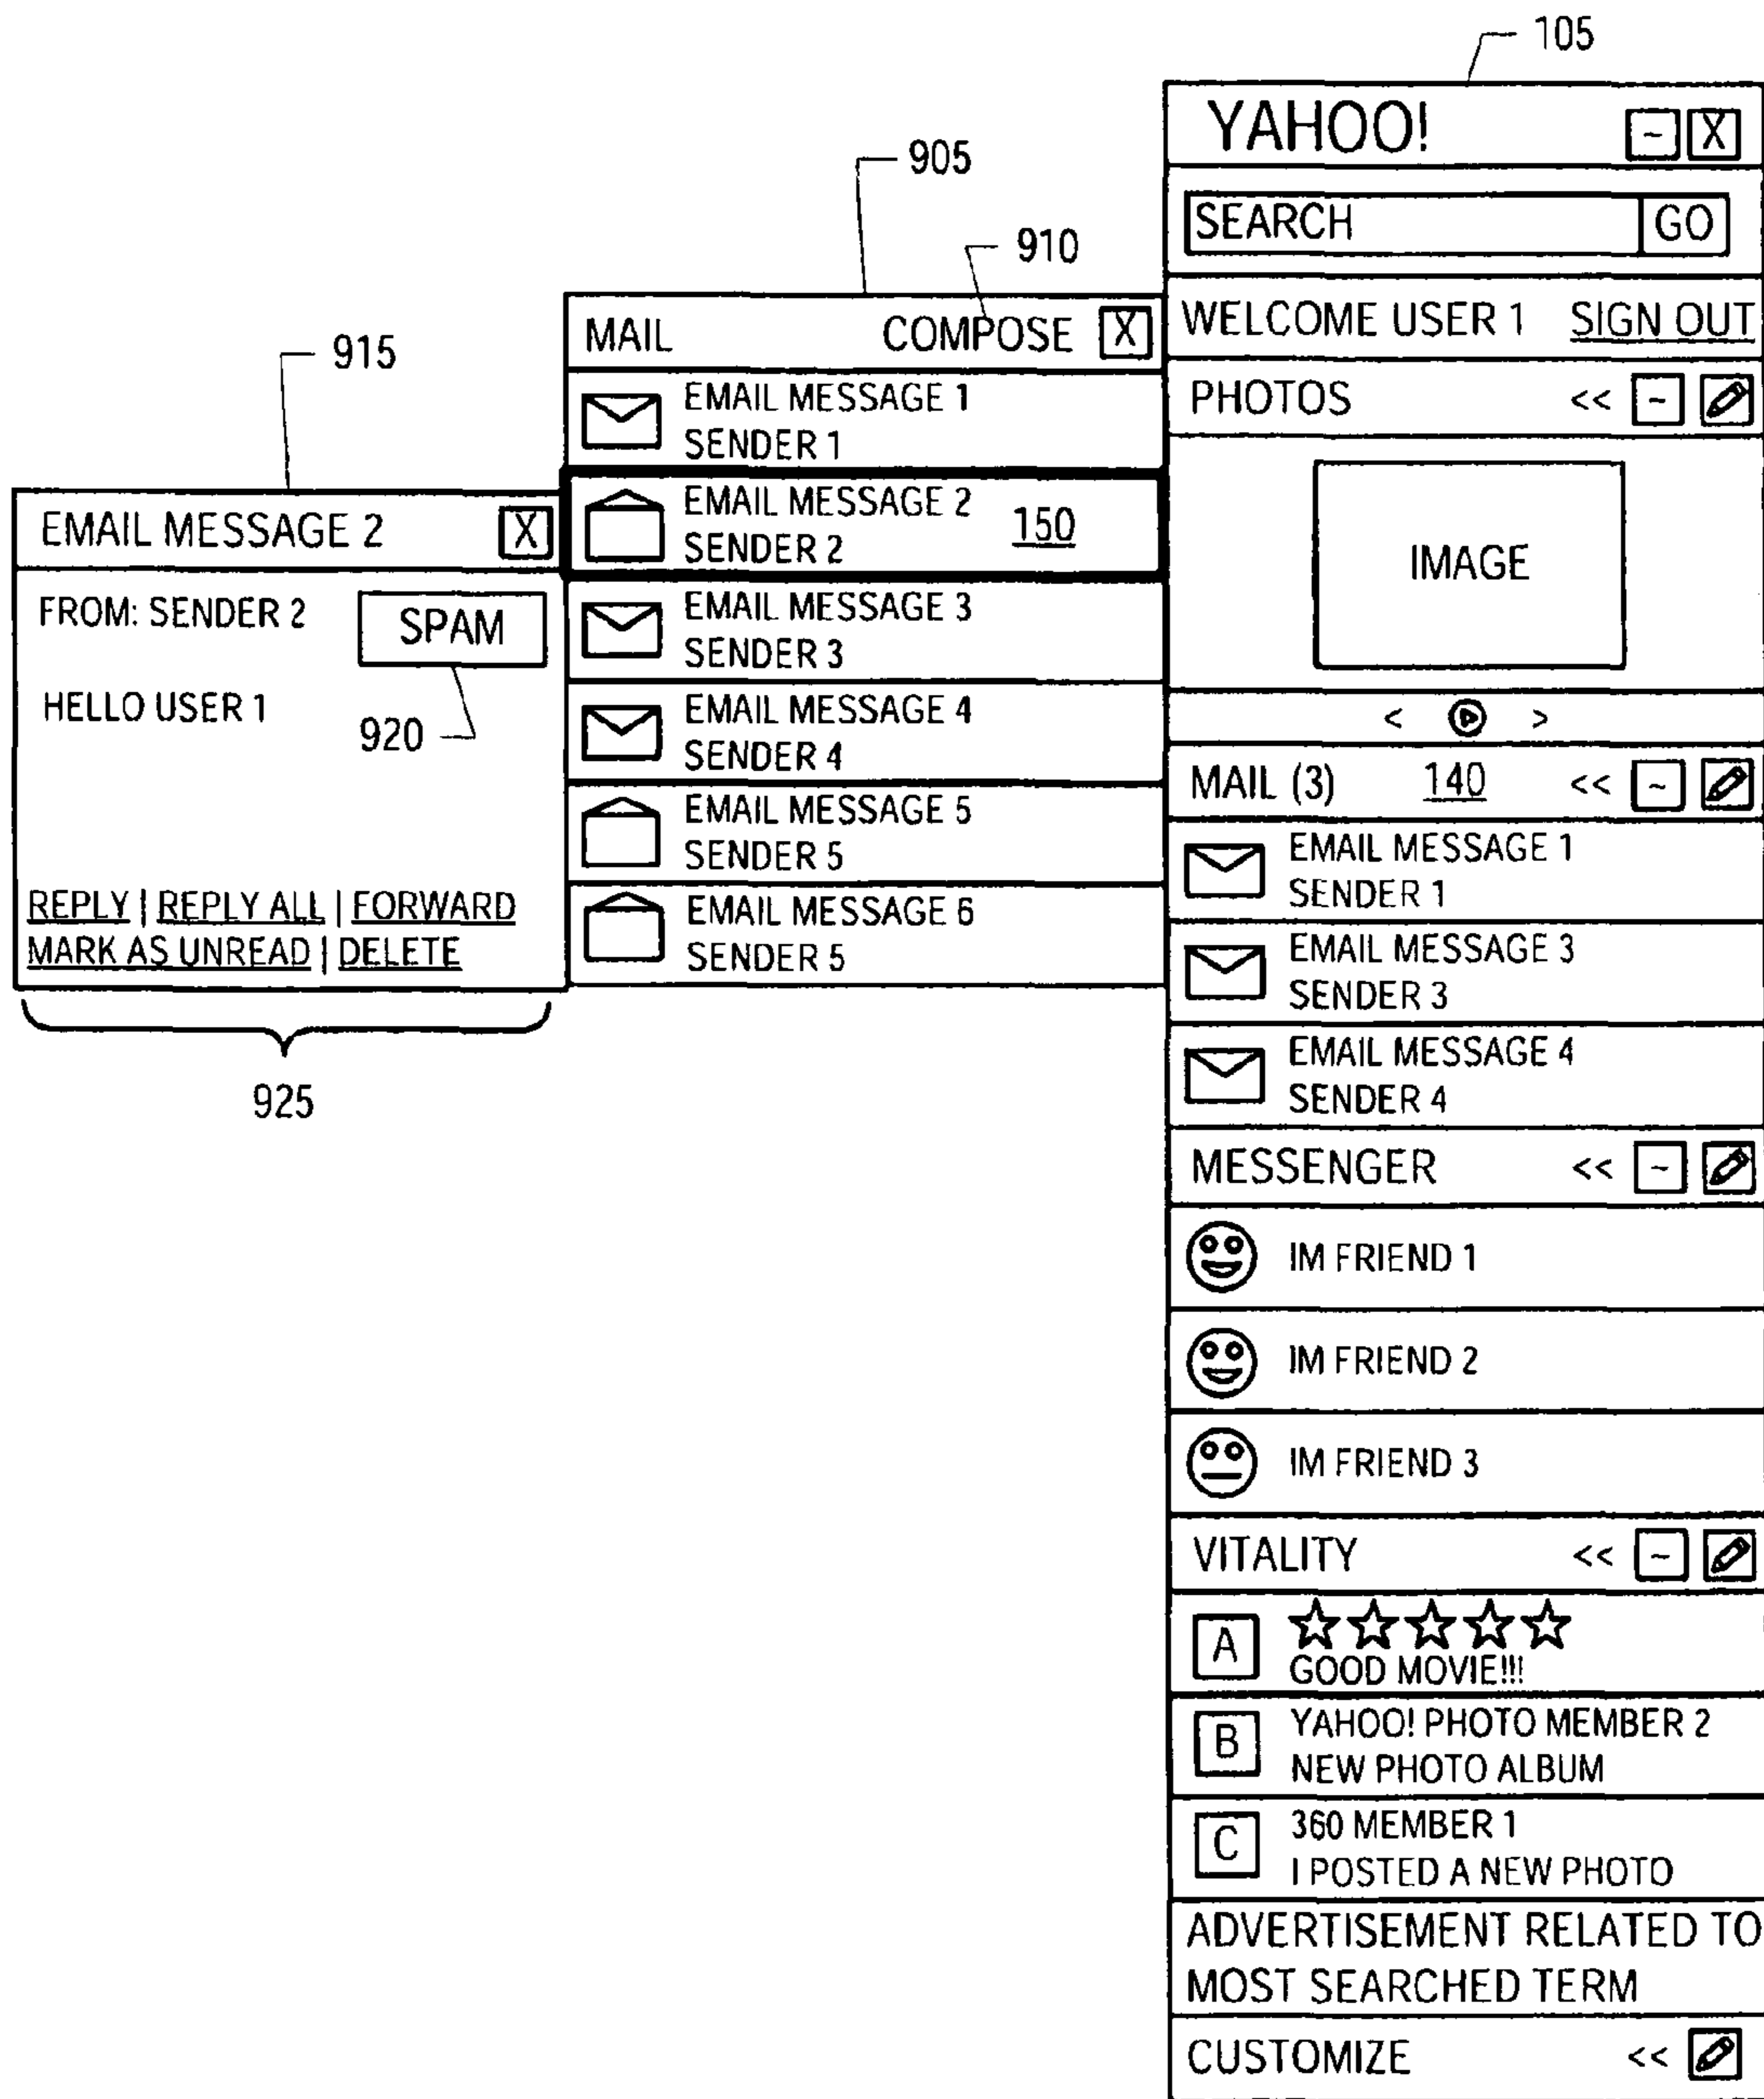 105
YAHOO! ~ X
SEARCH GO
WELCOME USER 1 SIGN OUT
PHOTOS << ~
IMAGE
< >
MAIL (3) 140 << ~
EMAIL MESSAGE 1
SENDER 1
EMAIL MESSAGE 3
SENDER 3
EMAIL MESSAGE 4
SENDER 4
MESSENGER << ~
IM FRIEND 1
IM FRIEND 2
IM FRIEND 3
VITALITY << ~
A
GOOD MOVIE!!!
B YAHOO! PHOTO MEMBER 2
NEW PHOTO ALBUM
C 360 MEMBER 1
I POSTED A NEW PHOTO
ADVERTISEMENT RELATED TO
MOST SEARCHED TERM
CUSTOMIZE <<
905
910
MAIL COMPOSE X
EMAIL MESSAGE 1
SENDER 1
EMAIL MESSAGE 2
SENDER 2
150
EMAIL MESSAGE 3
SENDER 3
EMAIL MESSAGE 4
SENDER 4
EMAIL MESSAGE 5
SENDER 5
EMAIL MESSAGE 6
SENDER 5
915
EMAIL MESSAGE 2 X
FROM: SENDER 2 SPAM
HELLO USER 1
920
REPLY | REPLY ALL | FORWARD
MARK AS UNREAD | DELETE
925